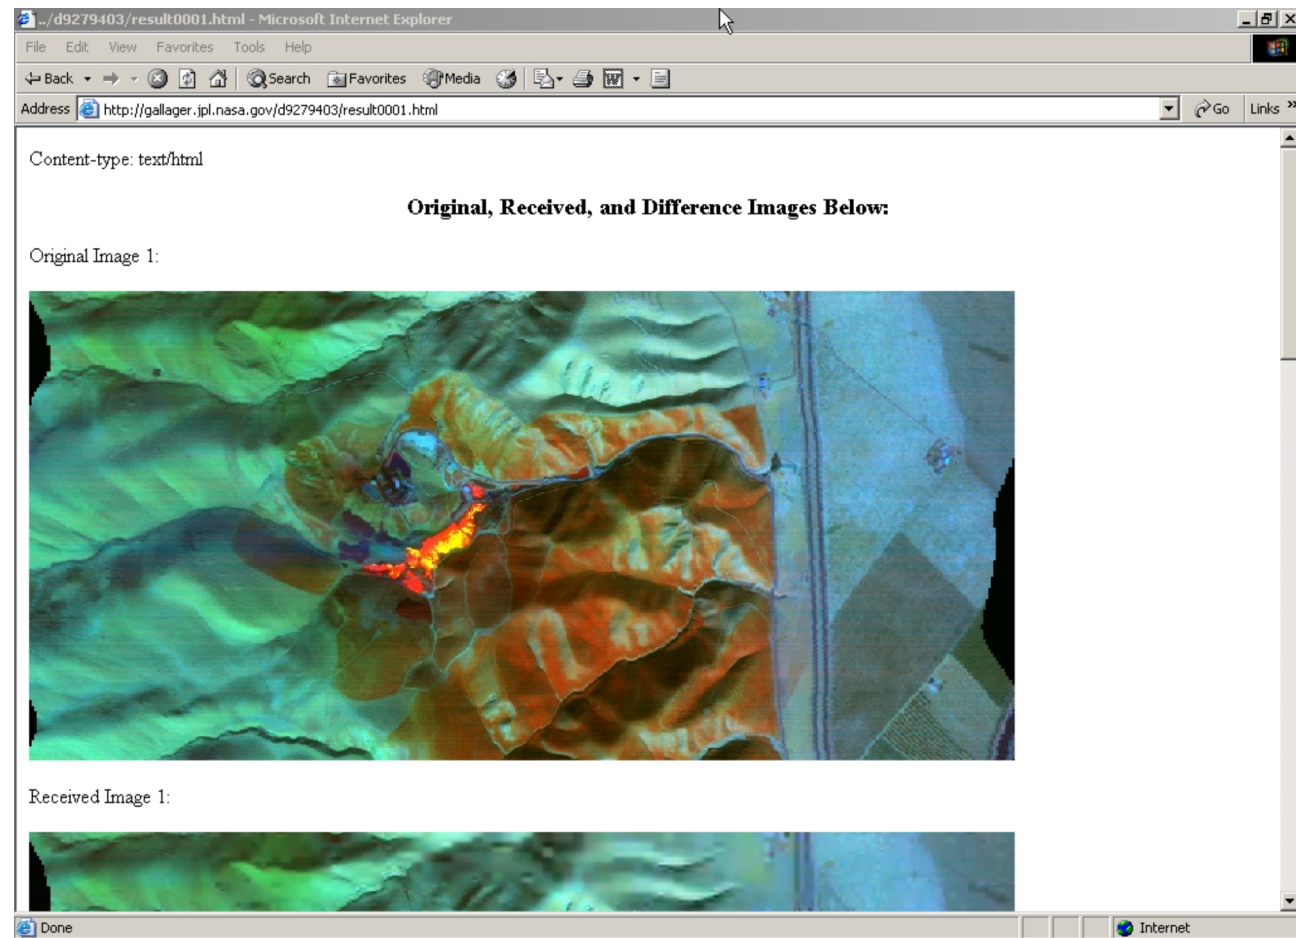 ../d9279403/result0001.html - Microsoft Internet Explorer
File Edit View Favorites Tools Help
Back Search Favorites Media
Address http://gallager.jpl.nasa.gov/d9279403/result0001.html Go Links »
Content-type: text/html
Original, Received, and Difference Images Below:
Original Image 1:
Received Image 1:
Done Internet